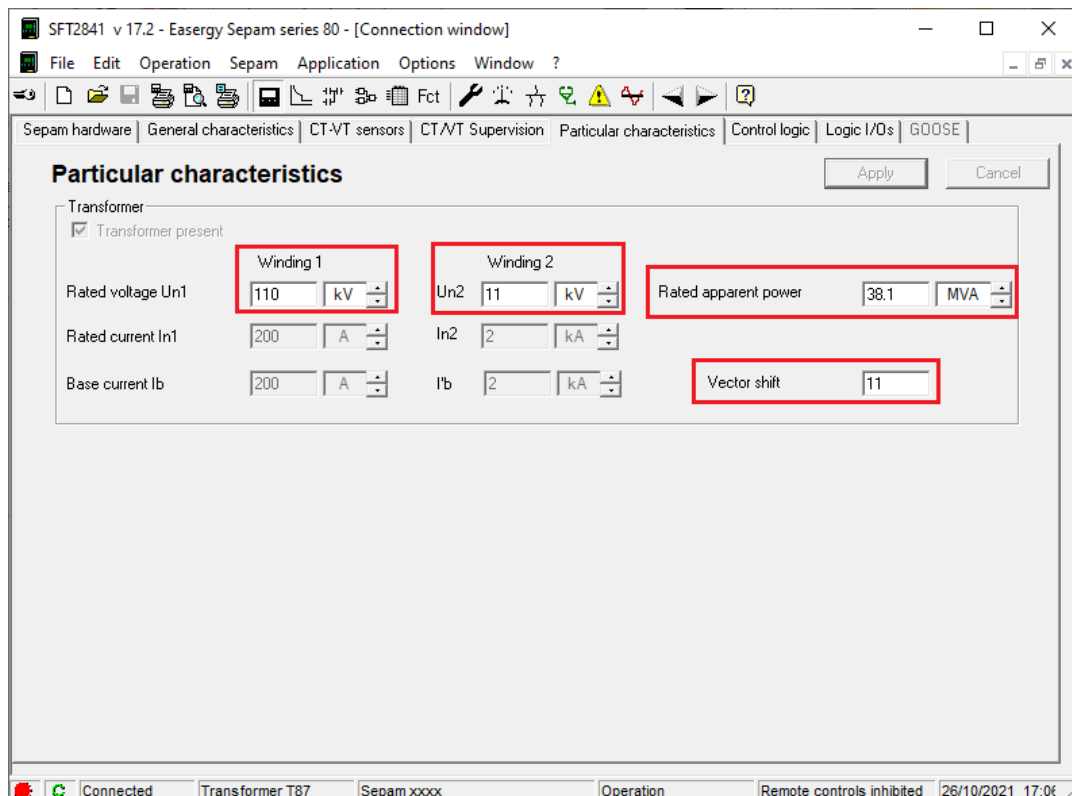 SFT2841 v 17.2 - Easergy Sepam series 80 - [Connection window]
File Edit Operation Sepam Application Options Window ?
Fct
Sepam hardware General characteristics CT-VT sensors CT/VT Supervision Particular characteristics Control logic Logic I/Os GOOSE
Particular characteristics Apply Cancel
Transformer
Transformer present
Winding 1 Winding 2
Rated voltage Un1 110 kV Un2 11 kV Rated apparent power 38.1 MVA
Rated current In1 200 A In2 2 kA
Base current Ib 200 A I'b 2 kA Vector shift 11
Connected Transformer T87 Sepam xxxx Operation Remote controls inhibited 26/10/2021